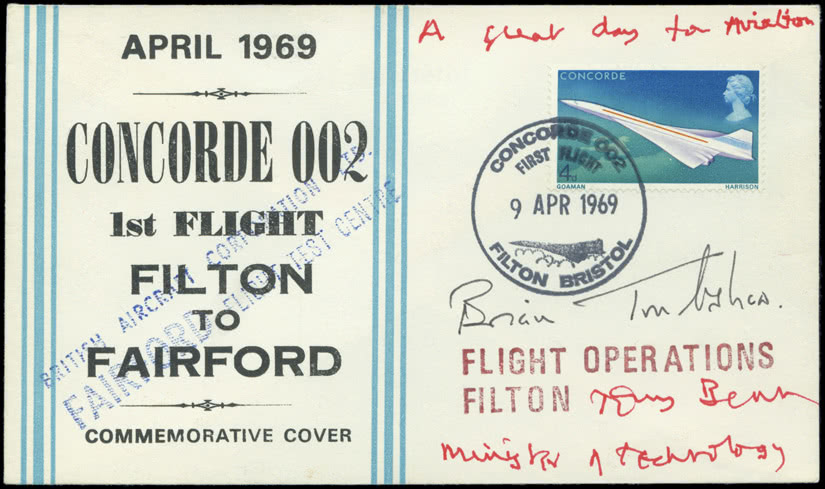 APRIL 1969
CONCORDE 002
1st FLIGHT
FILTON
TO
FAIRFORD
COMMEMORATIVE COVER
BRITISH AIRCRAFT CORPORATION LTD.
FAIRFORD FLIGHT TEST CENTRE
A great day for Aviation
CONCORDE
4D
GOAMAN HARRISON
CONCORDE 002
FIRST FLIGHT
9 APR 1969
FILTON BRISTOL
Brian Trubshaw.
FLIGHT OPERATIONS
FILTON
Tony Benn
Minister of technology